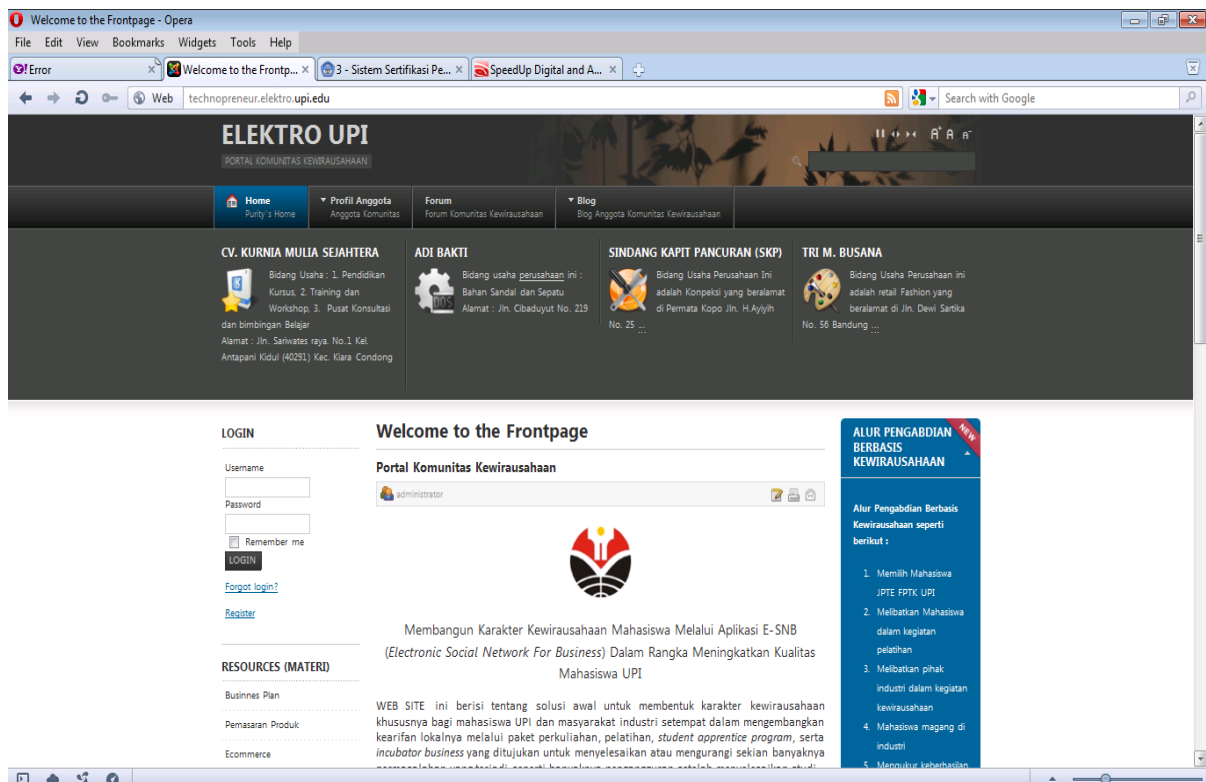 Welcome to the Frontpage - Opera
File Edit View Bookmarks Widgets Tools Help
Error
Welcome to the Frontp...
3 - Sistem Sertifikasi Pe...
SpeedUp Digital and A...
Web technopreneur.elektro.upi.edu
Search with Google
ELEKTRO UPI
PORTAL KOMUNITAS KEWIRAUSAHAAN
A+ A A-
Home
Purity's Home
Profil Anggota
Anggota Komunitas
Forum
Forum Komunitas Kewirausahaan
Blog
Blog Anggota Komunitas Kewirausahaan
CV. KURNIA MULIA SEJAHTERA
Bidang Usaha : 1. Pendidikan
Kursus, 2. Training dan
Workshop, 3. Pusat Konsultasi
dan bimbingan Belajar
Alamat : Jln. Sariwates raya. No.1 Kel.
Antapani Kidul (40291) Kec. Kiara Condong
ADI BAKTI
DOS
Bidang usaha perusahaan ini :
Bahan Sandal dan Sepatu
Alamat : Jln. Cibaduyut No. 219
SINDANG KAPIT PANCURAN (SKP)
Bidang Usaha Perusahaan Ini
adalah Konpeksi yang beralamat
di Permata Kopo Jln. H.Ayiyih
No. 25 ...
TRI M. BUSANA
Bidang Usaha Perusahaan ini
adalah retail Fashion yang
beralamat di Jln. Dewi Sartika
No. 56 Bandung ...
LOGIN
Username
Password
Remember me
LOGIN
Forgot login?
Register
RESOURCES (MATERI)
Businnes Plan
Pemasaran Produk
Ecommerce
Welcome to the Frontpage
Portal Komunitas Kewirausahaan
administrator
Membangun Karakter Kewirausahaan Mahasiswa Melalui Aplikasi E-SNB
(Electronic Social Network For Business) Dalam Rangka Meningkatkan Kualitas
Mahasiswa UPI
WEB SITE ini berisi tentang solusi awal untuk membentuk karakter kewirausahaan
khususnya bagi mahasiswa UPI dan masyarakat industri setempat dalam mengembangkan
kearifan lokalnya melalui paket perkuliahan, pelatihan, student apprentice program, serta
incubator business yang ditujukan untuk menyelesaikan atau mengurangi sekian banyaknya
permasalahan yang terjadi seperti banyaknya pengangguran setelah menyelesaikan studi
ALUR PENGABDIAN
BERBASIS
KEWIRAUSAHAAN
NEW
Alur Pengabdian Berbasis
Kewirausahaan seperti
berikut :
1. Memilih Mahasiswa
JPTE FPTK UPI
2. Melibatkan Mahasiswa
dalam kegiatan
pelatihan
3. Melibatkan pihak
industri dalam kegiatan
kewirausahaan
4. Mahasiswa magang di
industri
5. Mengukur keberhasilan